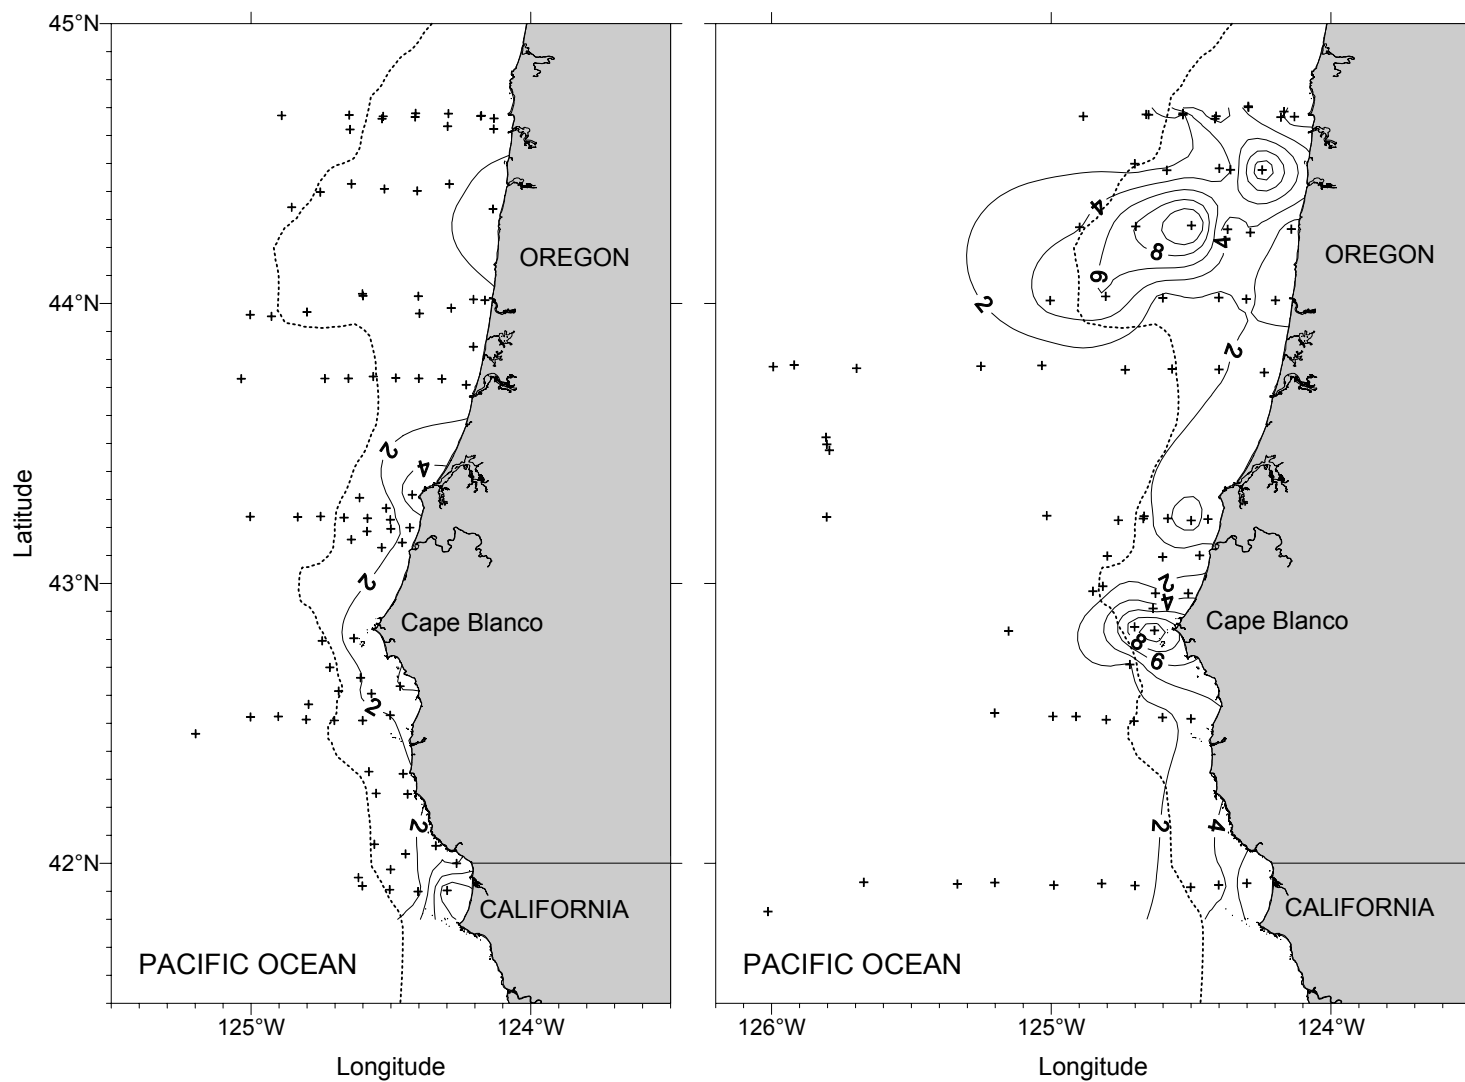 45°N
44°N
43°N
42°N
Latitude
OREGON
Cape Blanco
CALIFORNIA
PACIFIC OCEAN
2
4
2
2
2
125°W
124°W
Longitude
OREGON
Cape Blanco
CALIFORNIA
PACIFIC OCEAN
4
4
8
6
2
2
2
4
8
6
2
4
126°W
125°W
124°W
Longitude